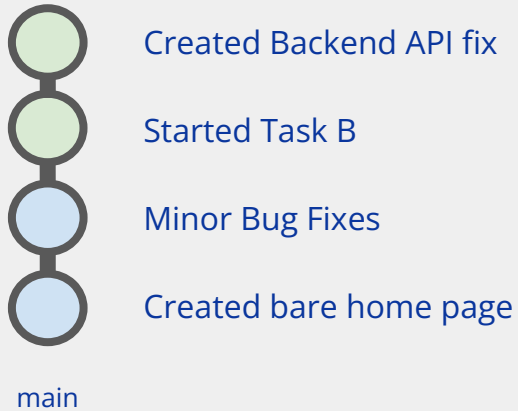 Created Backend API fix
Started Task B
Minor Bug Fixes
Created bare home page
main